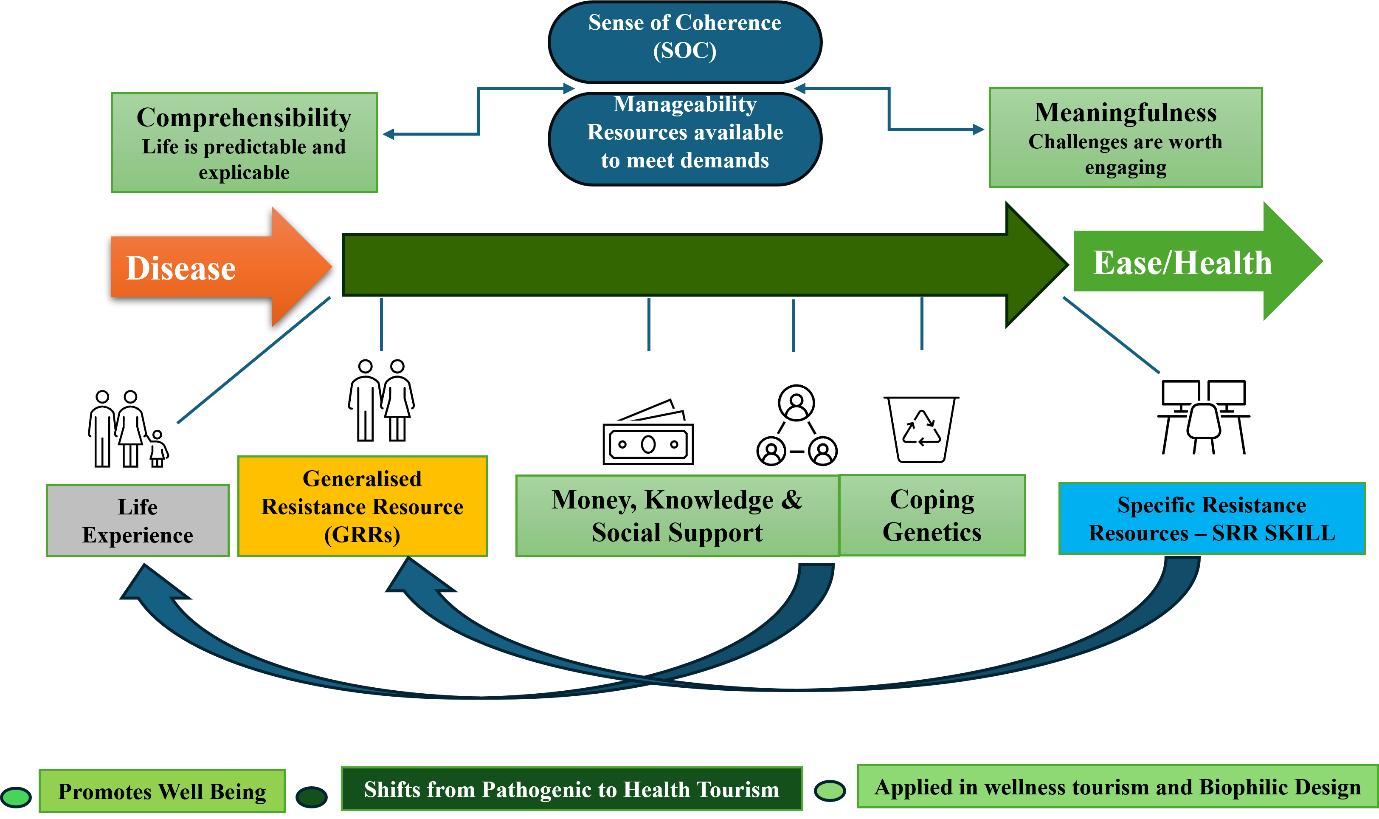 Sense of Coherence
(SOC)
Manageability
Resources available
to meet demands
Comprehensibility
Life is predictable and
explicable
Meaningfulness
Challenges are worth
engaging
Disease
Ease/Health
Life
Experience
Generalised
Resistance Resource
(GRRs)
Money, Knowledge &
Social Support
Coping
Genetics
Specific Resistance
Resources – SRR SKILL
Promotes Well Being
Shifts from Pathogenic to Health Tourism
Applied in wellness tourism and Biophilic Design